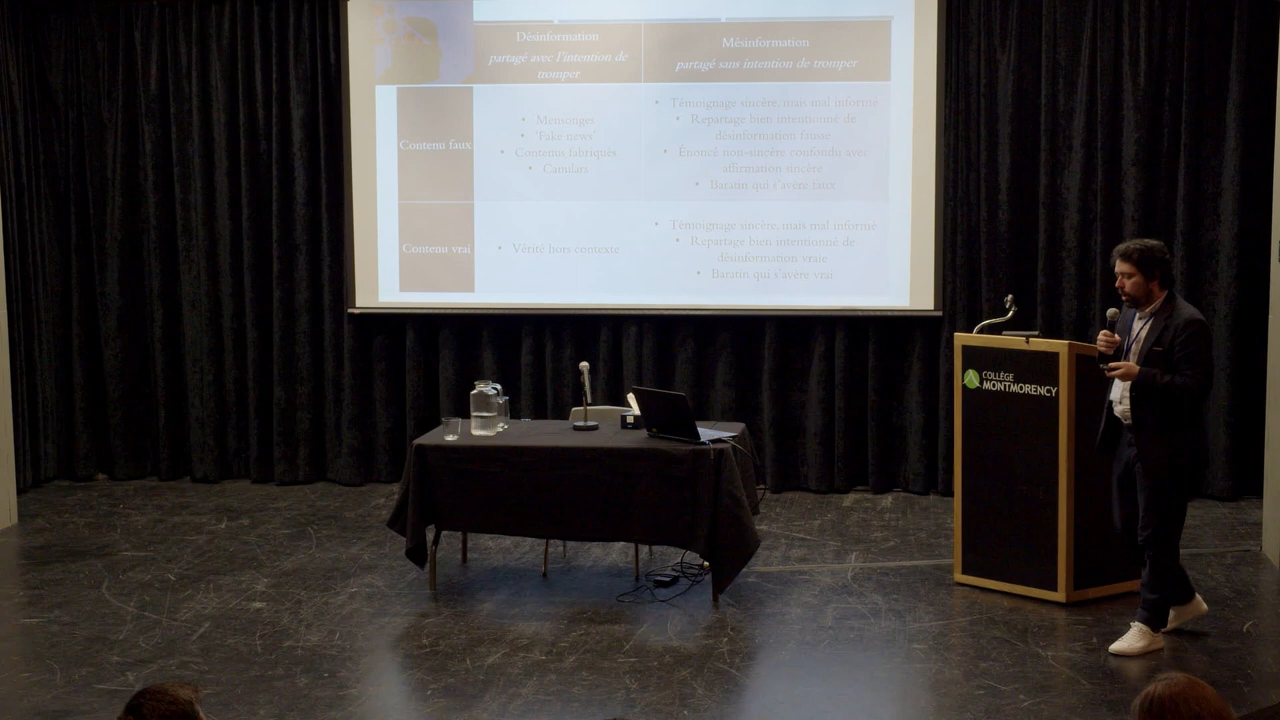 Désinformation
partagé avec l'intention de
tromper
Mésinformation
partagé sans intention de tromper
Contenu faux
• Mensonges
• 'Fake news'
• Contenus fabriqués
• Canulars
• Témoignage sincère, mais mal informé
• Repartage bien intentionné de
désinformation fausse
• Énoncé non-sincère confondu avec
affirmation sincère
• Baratin qui s'avère faux
Contenu vrai
• Vérité hors contexte
• Témoignage sincère, mais mal informé
• Repartage bien intentionné de
désinformation vraie
• Baratin qui s'avère vrai
COLLÈGE
MONTMORENCY